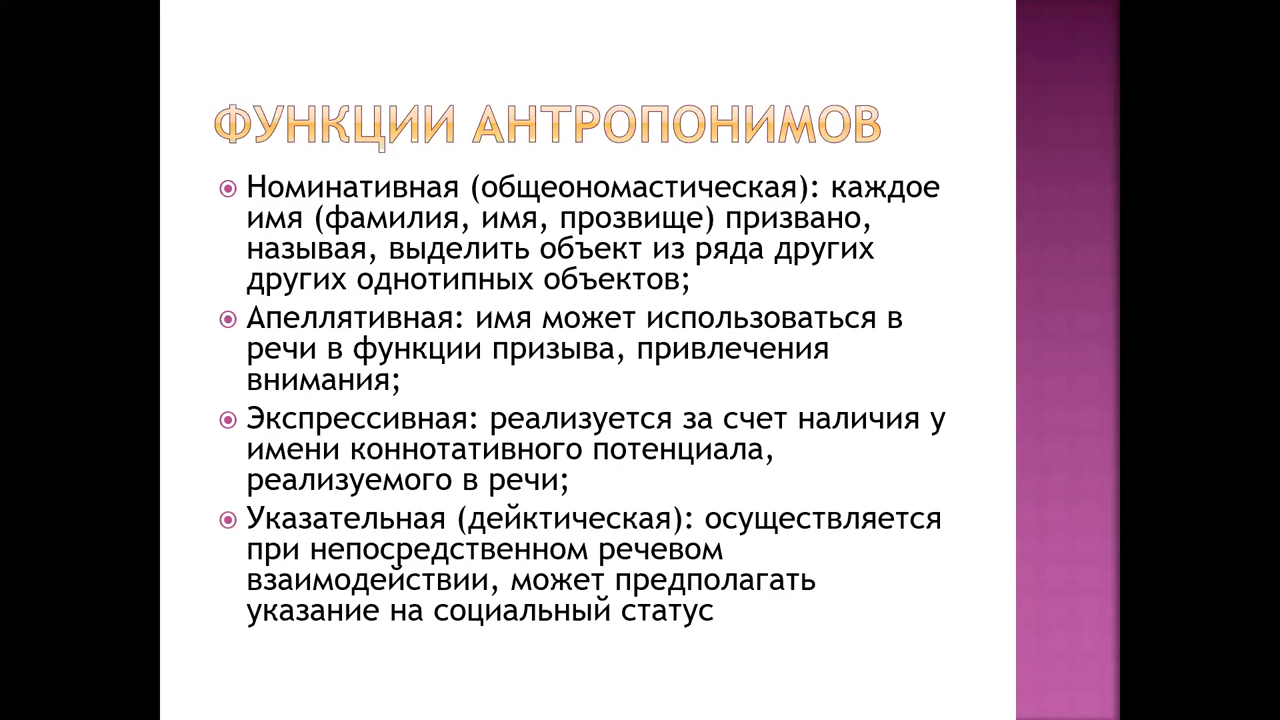 ФУНКЦИИ АНТРОПОНИМОВ
Номинативная (общеономастическая): каждое
имя (фамилия, имя, прозвище) призвано,
называя, выделить объект из ряда других
других однотипных объектов;
Апеллятивная: имя может использоваться в
речи в функции призыва, привлечения
внимания;
Экспрессивная: реализуется за счет наличия у
имени коннотативного потенциала,
реализуемого в речи;
Указательная (дейктическая): осуществляется
при непосредственном речевом
взаимодействии, может предполагать
указание на социальный статус